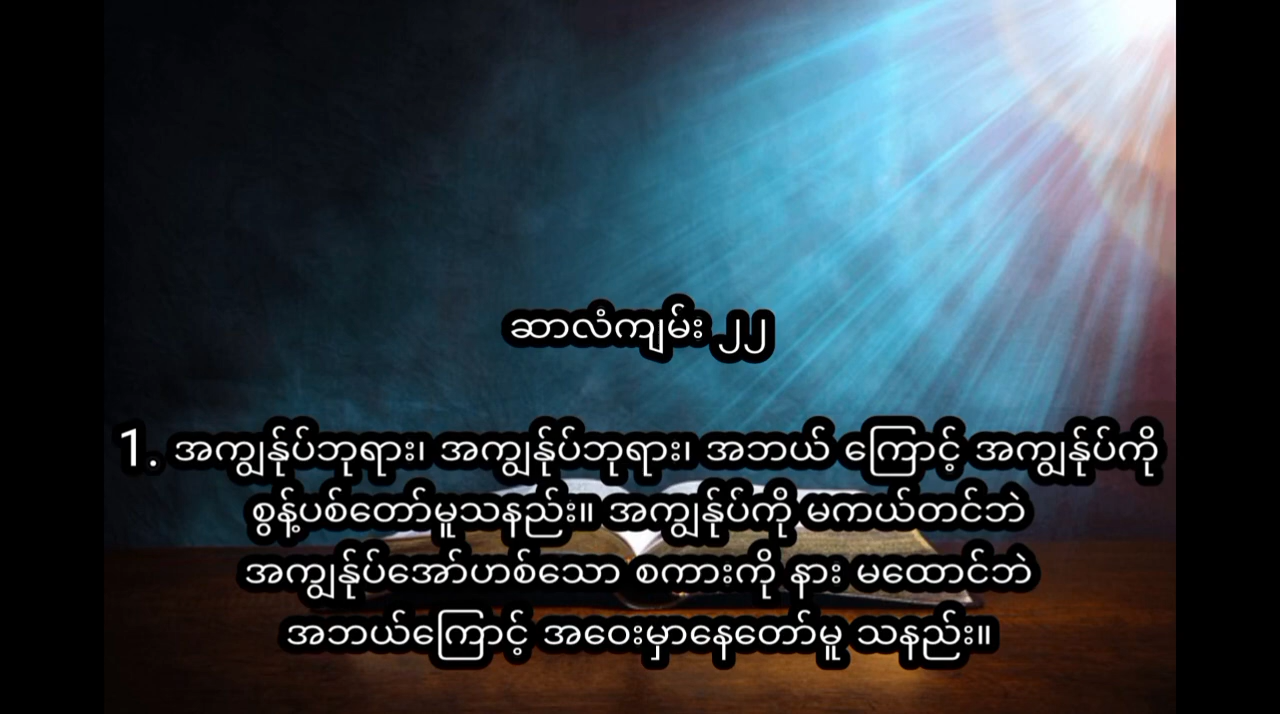 ဆာလံကျမ်း ၂၂
1. အကျွန်ုပ်ဘုရား၊ အကျွန်ုပ်ဘုရား၊ အဘယ် ကြောင့် အကျွန်ုပ်ကို
စွန့်ပစ်တော်မူသနည်း။ အကျွန်ုပ်ကို မကယ်တင်ဘဲ
အကျွန်ုပ်အော်ဟစ်သော စကားကို နား မထောင်ဘဲ
အဘယ်ကြောင့် အဝေးမှာနေတော်မူ သနည်း။